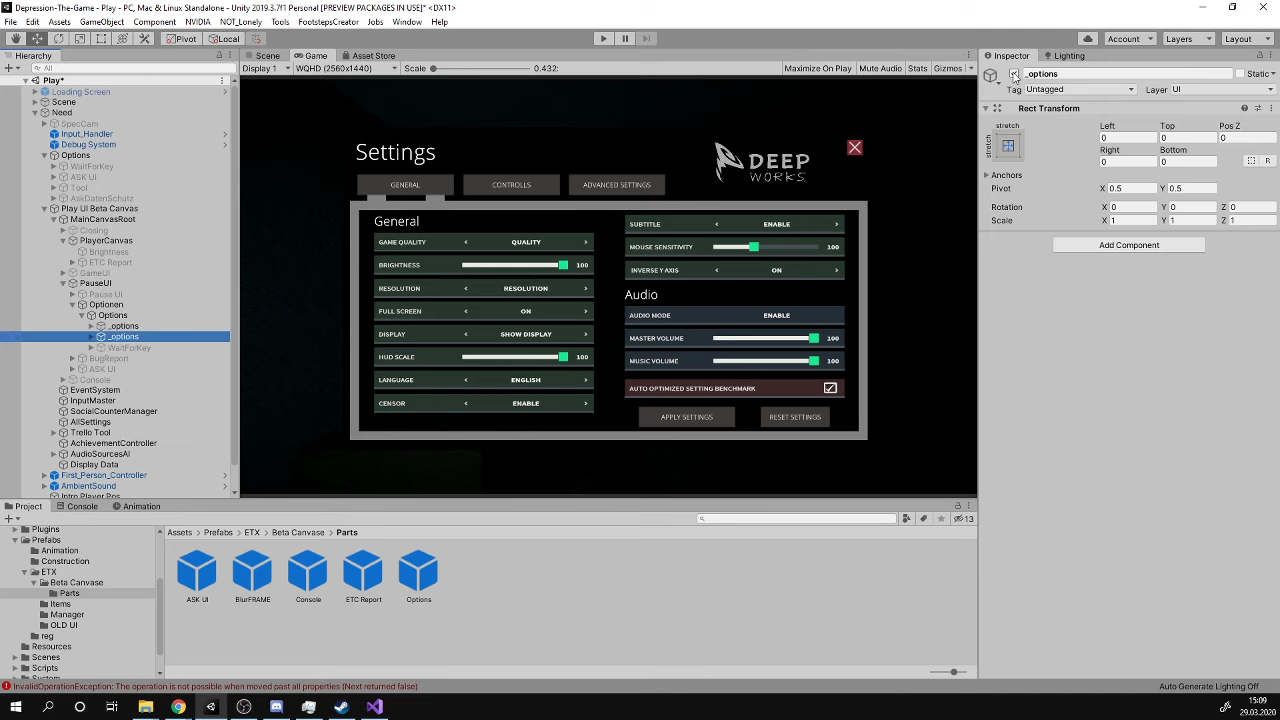 Depression-The-Game - Play - PC, Mac & Linux Standalone - Unity 2019.3.7f1 Personal [PREVIEW PACKAGES IN USE]* <DX11>
File Edit Assets GameObject Component NVIDIA NOT_Lonely FootstepsCreator Jobs Window Help
Pivot Local Account Layers Layout
Hierarchy Scene Game Asset Store Inspector Lighting
All Display 1 WQHD (2560x1440) Scale 0.432: Maximize On Play Mute Audio Stats Gizmos
_options Static
Tag Untagged Layer UI
Rect Transform
stretch Left Top Pos Z
stretch 0 0 0
Right Bottom
0 0 R
Anchors
Pivot X 0.5 Y 0.5
Rotation X 0 Y 0 Z 0
Scale X 1 Y 1 Z 1
Add Component
Play*
Loading Screen
Scene
Need
SpecCam
Input_Handler
Debug System
Options
WaitForKey
ASK UI
Tool
AskDatenSchutz
Play UI Beta Canvase
MainCanvasRoot
Closing
PlayerCanvas
Brightness
ETC Report
GameUI
PauseUI
Pause UI
Optionen
Options
_options
_options
WaitForKey
BugReport
ASK UI
Console
EventSystem
InputMaster
SocialCounterManager
AllSettings
Trello Tool
AchievementController
AudioSourcesAI
Display Data
First_Person_Controller
AmbientSound
Intro Player Pos
Settings
DEEP
WORKS
GENERAL CONTROLLS ADVANCED SETTINGS
General
GAME QUALITY < QUALITY >
BRIGHTNESS 100
RESOLUTION < RESOLUTION >
FULL SCREEN < ON >
DISPLAY < SHOW DISPLAY >
HUD SCALE 100
LANGUAGE < ENGLISH >
CENSOR < ENABLE >
SUBTITLE < ENABLE >
MOUSE SENSITIVITY 100
INVERSE Y AXIS < ON >
Audio
AUDIO MODE ENABLE
MASTER VOLUME 100
MUSIC VOLUME 100
AUTO OPTIMIZED SETTING BENCHMARK
APPLY SETTINGS RESET SETTINGS
Project Console Animation
13
Plugins
Prefabs
Animation
Construction
ETX
Beta Canvase
Parts
Items
Manager
OLD UI
reg
Resources
Scenes
Scripts
Assets > Prefabs > ETX > Beta Canvase > Parts
ASK UI BlurFRAME Console ETC Report Options
InvalidOperationException: The operation is not possible when moved past all properties (Next returned false) Auto Generate Lighting Off
15:09
29.03.2020